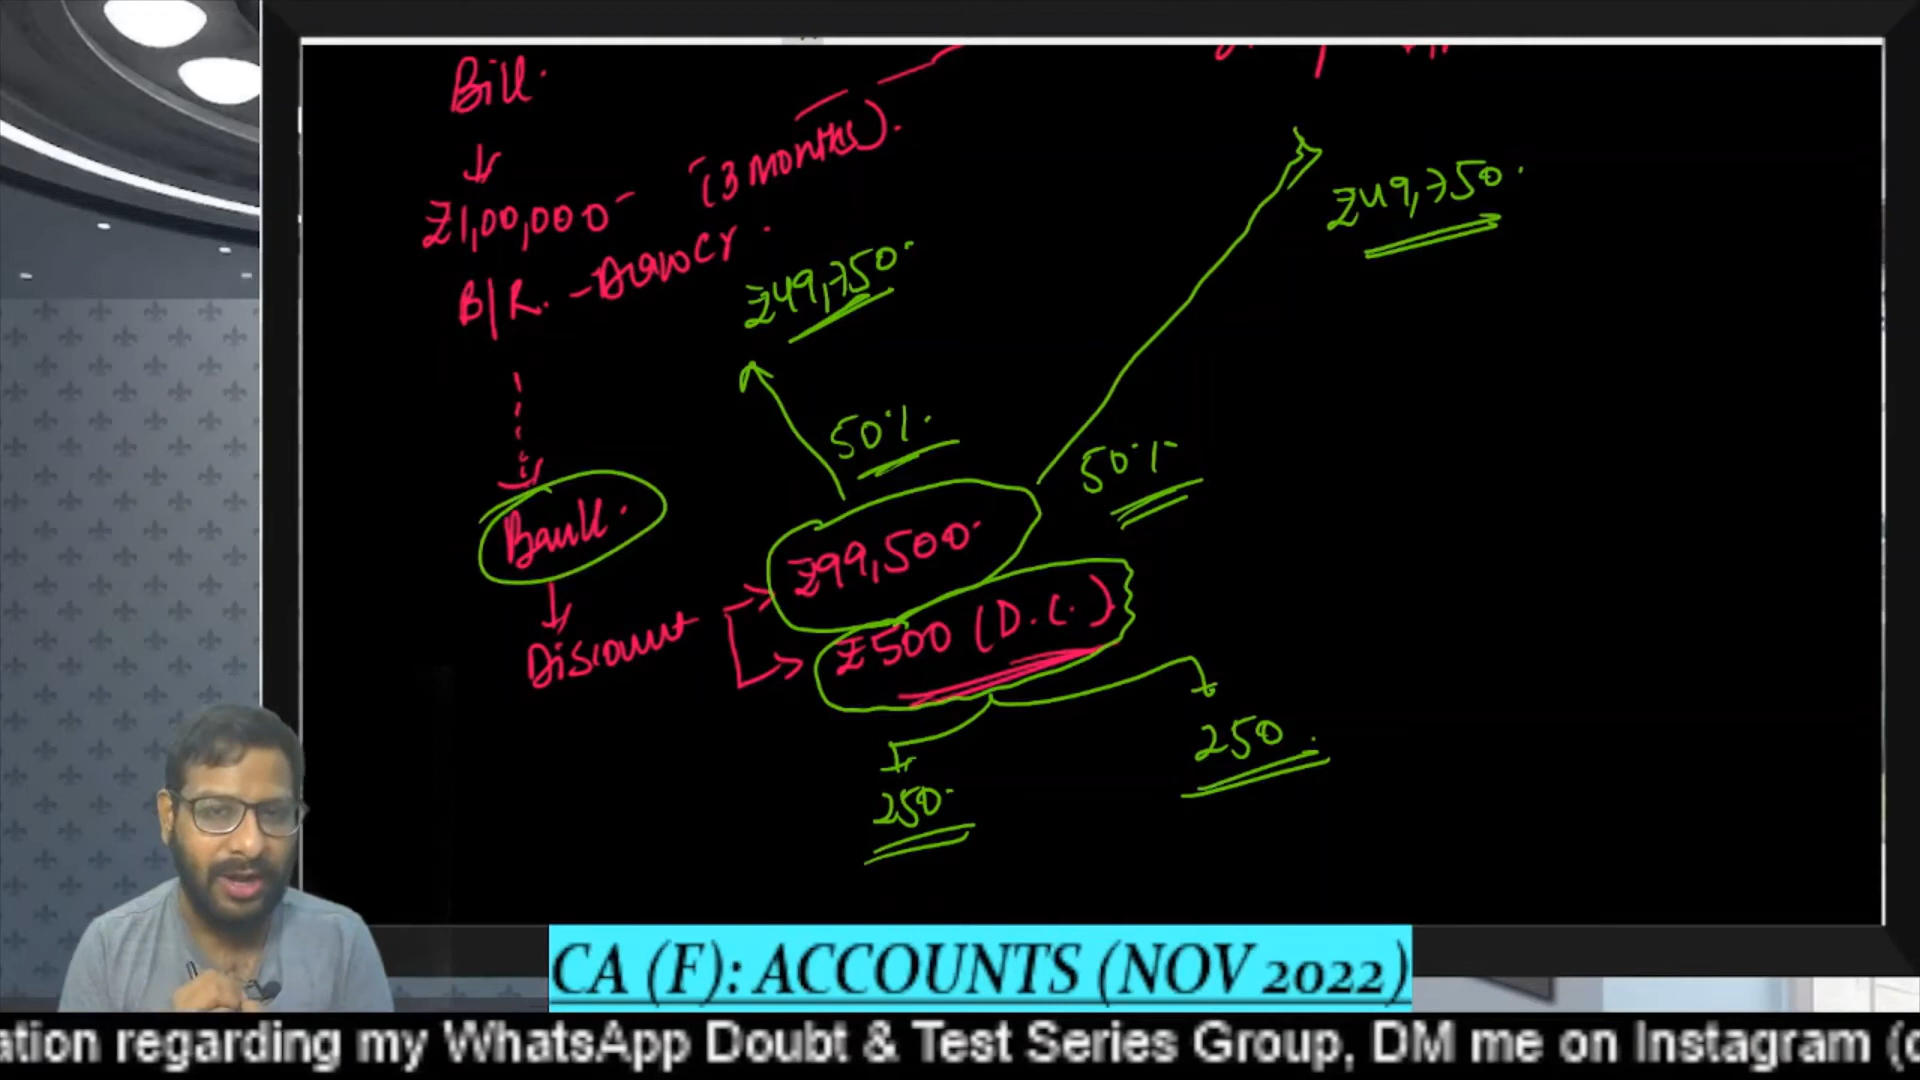 Bill.
↓
₹1,00,000 (3 months).
B/R. - Drawer.
₹49,750.
₹49,750.
50%.
50%
Bank.
₹99,500.
Discount
₹500 (D.C.)
250.
250.
CA (F): ACCOUNTS (NOV 2022)
ation regarding my WhatsApp Doubt & Test Series Group, DM me on Instagram (